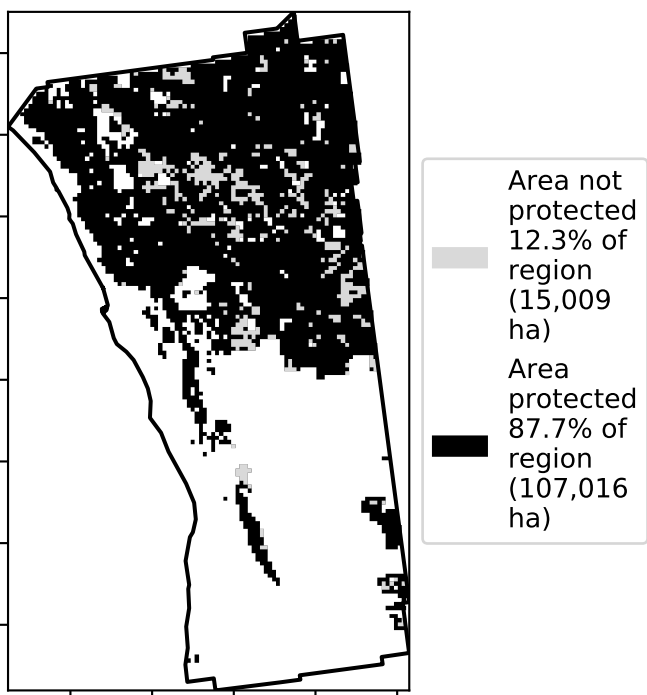 Area not
protected
12.3% of
region
(15,009
ha)
Area
protected
87.7% of
region
(107,016
ha)